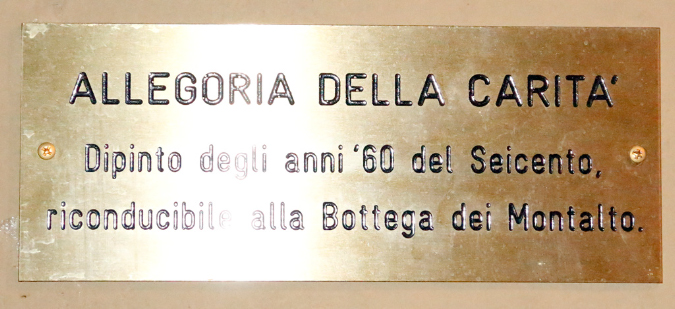 ALLEGORIA DELLA CARITA‘
Dipinto degli anni ‘60 del Seicento,
riconducibile alla Bottega dei Montalto.